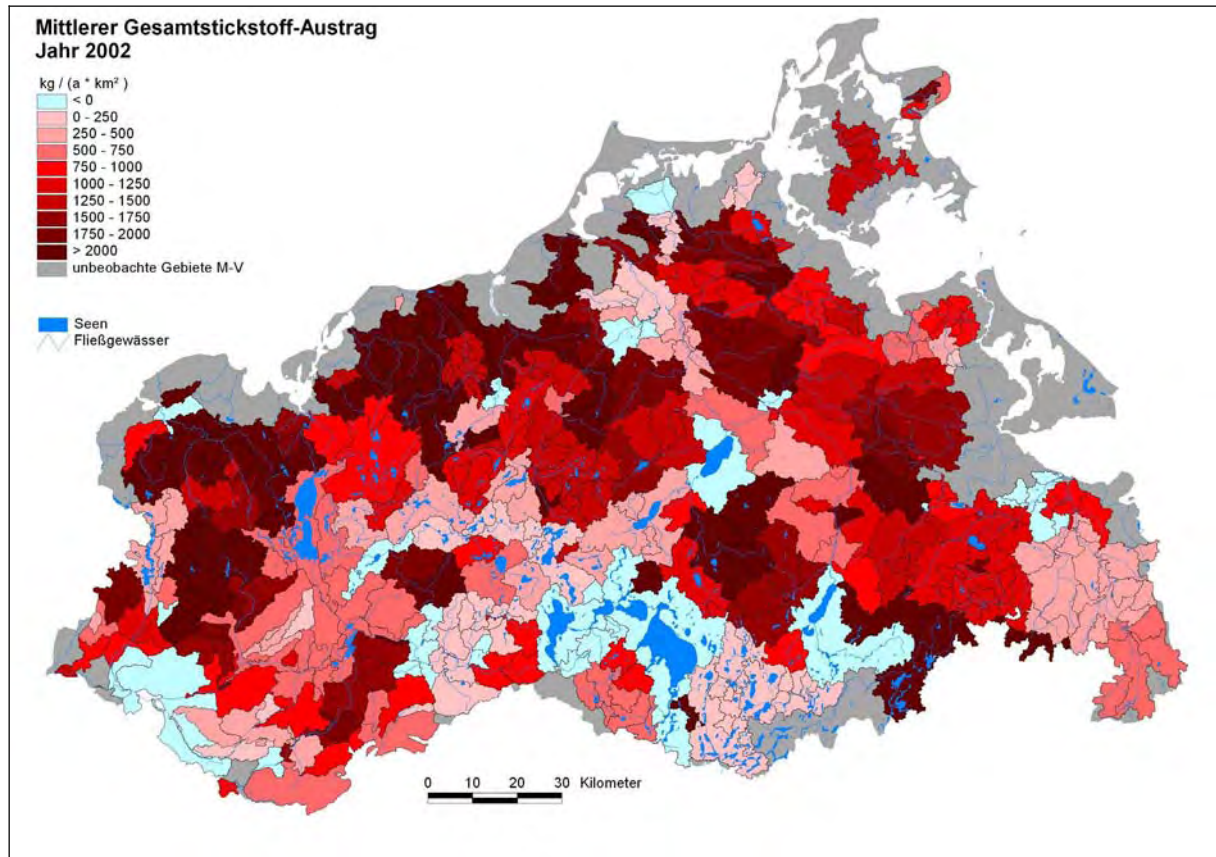 Mittlerer Gesamtstickstoff-Austrag
Jahr 2002
kg / (a * km² )
< 0
0 - 250
250 - 500
500 - 750
750 - 1000
1000 - 1250
1250 - 1500
1500 - 1750
1750 - 2000
> 2000
unbeobachte Gebiete M-V
Seen
Fließgewässer
0 10 20 30 Kilometer